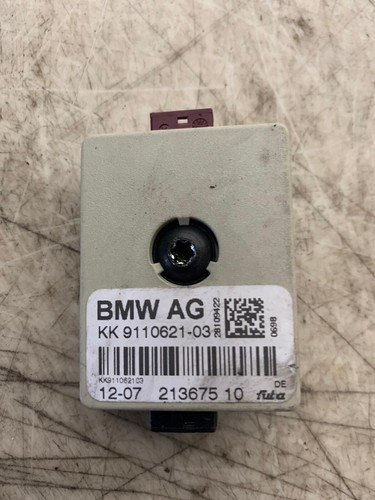 BMW AG
KK 9110621-03
28109422
0698
KK911062103
DE
12-07 213675 10 fuba